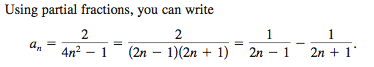 Using partial fractions, you can write
aₙ = 2 / (4n² − 1) = 2 / ((2n − 1)(2n + 1)) = 1 / (2n − 1) − 1 / (2n + 1).